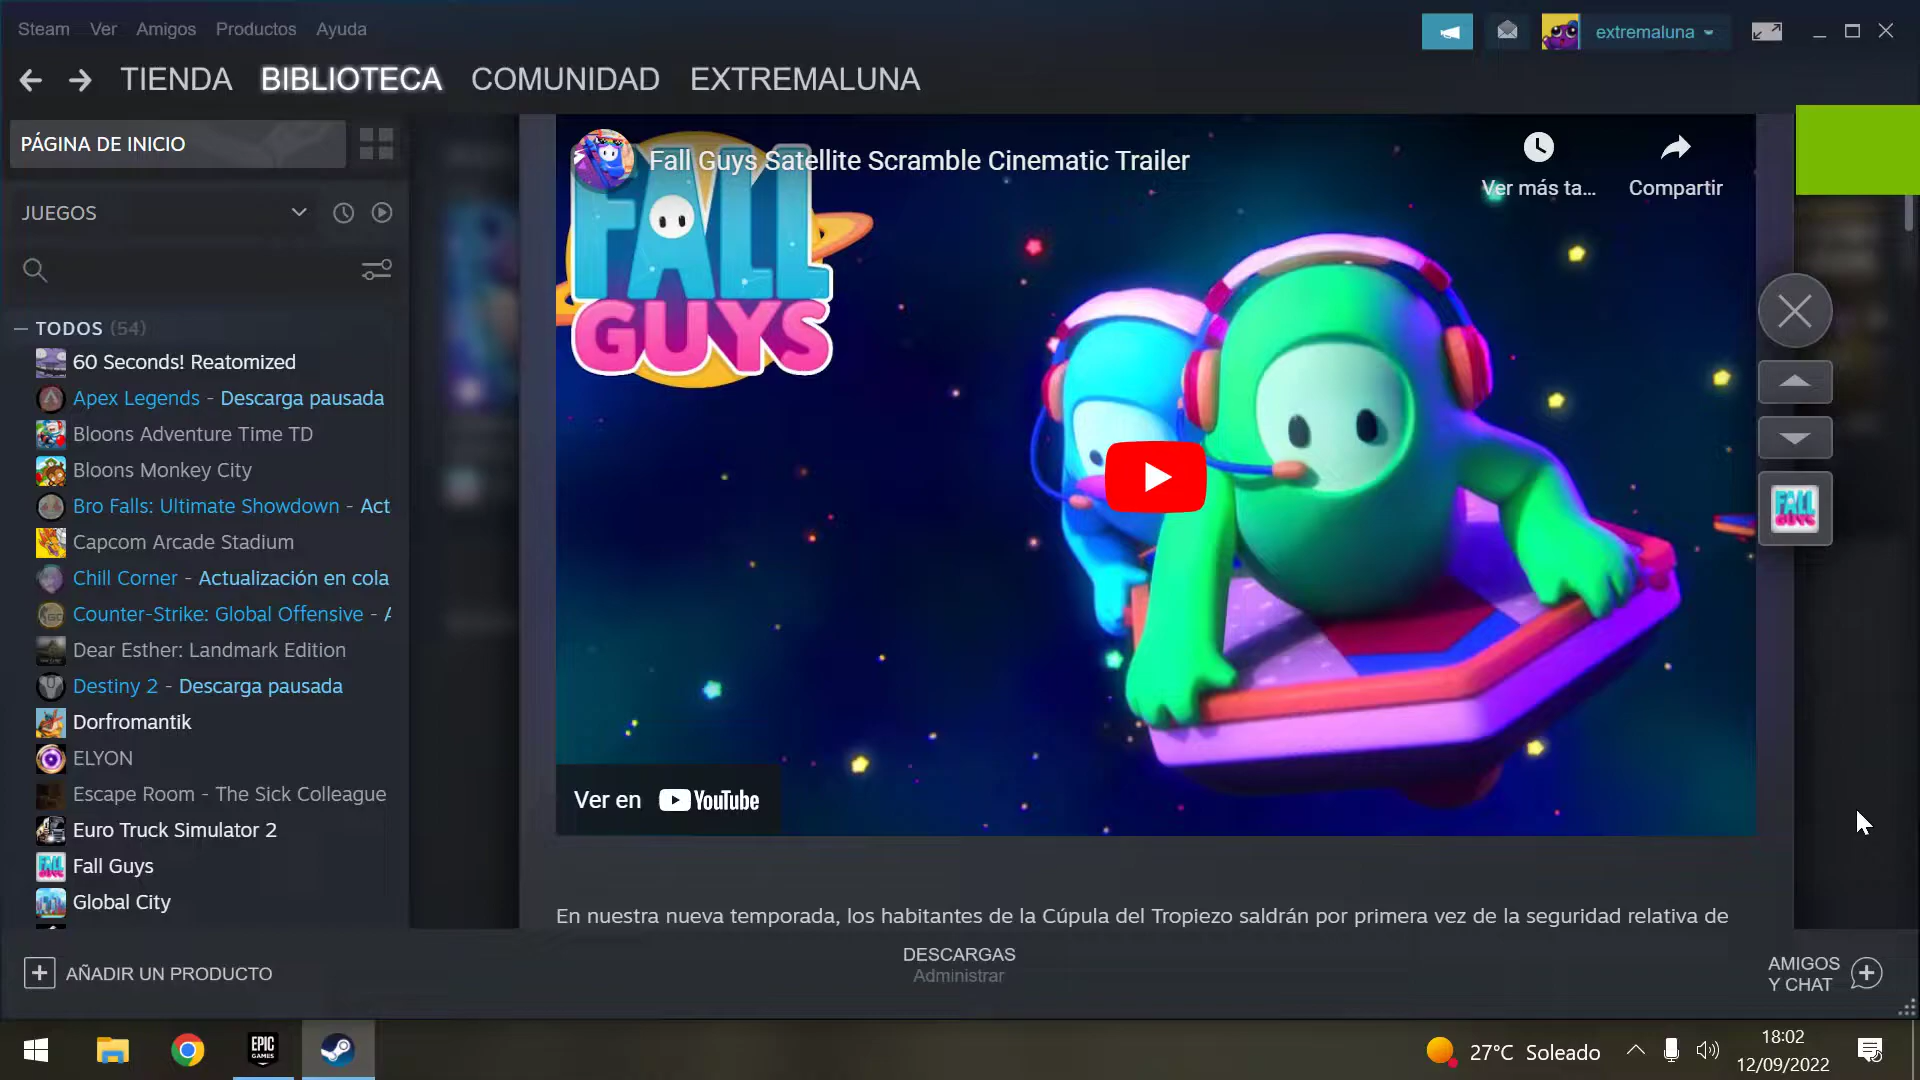 Steam Ver Amigos Productos Ayuda
extremaluna
TIENDA BIBLIOTECA COMUNIDAD EXTREMALUNA
PÁGINA DE INICIO
JUEGOS
TODOS (54)
60 Seconds! Reatomized
Apex Legends - Descarga pausada
Bloons Adventure Time TD
Bloons Monkey City
Bro Falls: Ultimate Showdown - Act
Capcom Arcade Stadium
Chill Corner - Actualización en cola
Counter-Strike: Global Offensive - A
Dear Esther: Landmark Edition
Destiny 2 - Descarga pausada
Dorfromantik
ELYON
Escape Room - The Sick Colleague
Euro Truck Simulator 2
Fall Guys
Global City
Fall Guys Satellite Scramble Cinematic Trailer
Ver más ta...
Compartir
FALL
GUYS
FALL
GUYS
Ver en YouTube
En nuestra nueva temporada, los habitantes de la Cúpula del Tropiezo saldrán por primera vez de la seguridad relativa de
AÑADIR UN PRODUCTO
DESCARGAS
Administrar
AMIGOS
Y CHAT
EPIC
GAMES
27°C Soleado
18:02
12/09/2022